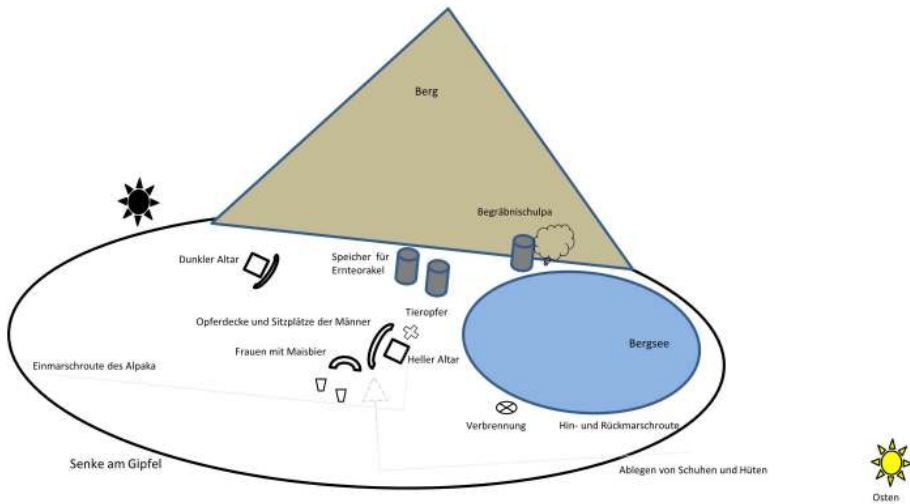 Berg
Begräbnischulpa
Dunkler Altar
Speicher für
Ernteorakel
Tieropfer
Opferdecke und Sitzplätze der Männer
Bergsee
Frauen mit Maisbier
Heller Altar
Einmarschroute des Alpaka
Verbrennung
Hin- und Rückmarschroute
Senke am Gipfel
Ablegen von Schuhen und Hüten
Osten